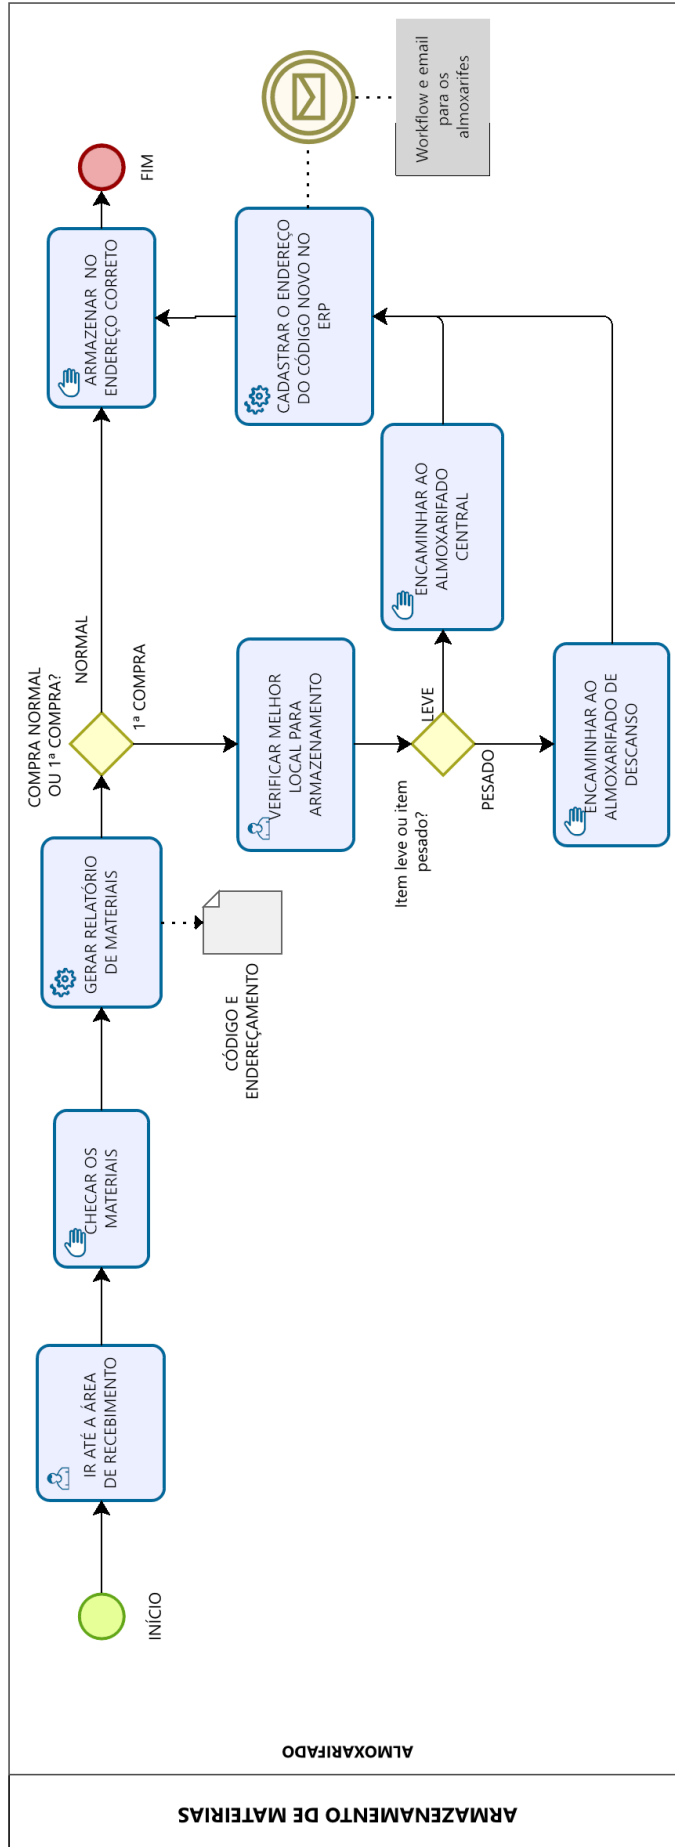 ARMAZENAMENTO DE MATEIRIAS
ALMOXARIFADO
INÍCIO
IR ATÉ A ÁREA
DE RECEBIMENTO
CHECAR OS
MATERIAIS
GERAR RELATÓRIO
DE MATERIAIS
CÓDIGO E
ENDEREÇAMENTO
COMPRA NORMAL
OU 1ª COMPRA?
NORMAL
1ª COMPRA
VERIFICAR MELHOR
LOCAL PARA
ARMAZENAMENTO
Item leve ou item
pesado?
LEVE
PESADO
ENCAMINHAR AO
ALMOXARIFADO
CENTRAL
ENCAMINHAR AO
ALMOXARIFADO DE
DESCANSO
CADASTRAR O ENDEREÇO
DO CÓDIGO NOVO NO
ERP
Workflow e email
para os
almoxarifes
ARMAZENAR NO
ENDEREÇO CORRETO
FIM